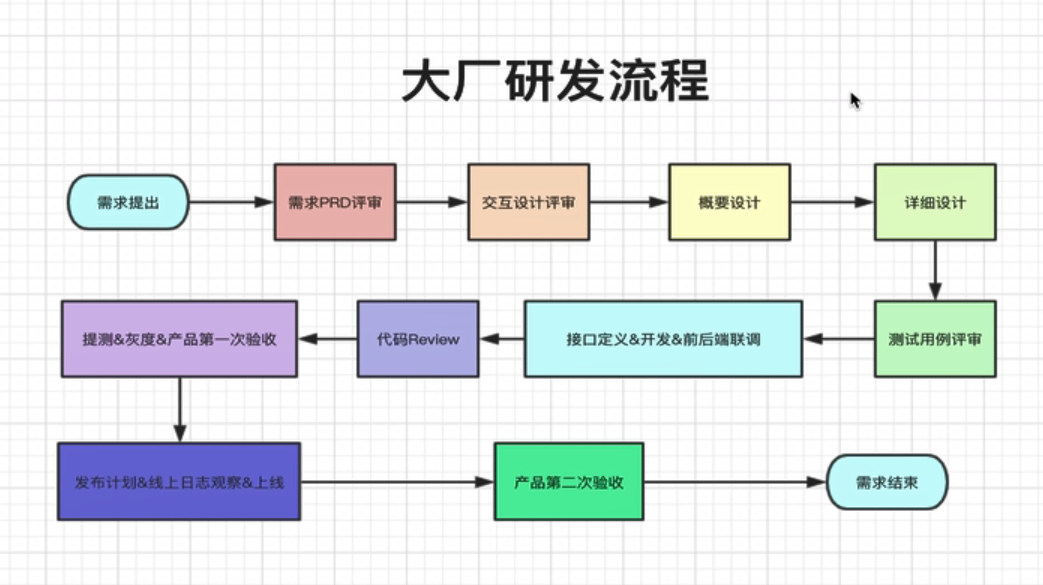 大厂研发流程
需求提出
需求PRD评审
交互设计评审
概要设计
详细设计
测试用例评审
接口定义&开发&前后端联调
代码Review
提测&灰度&产品第一次验收
发布计划&线上日志观察&上线
产品第二次验收
需求结束